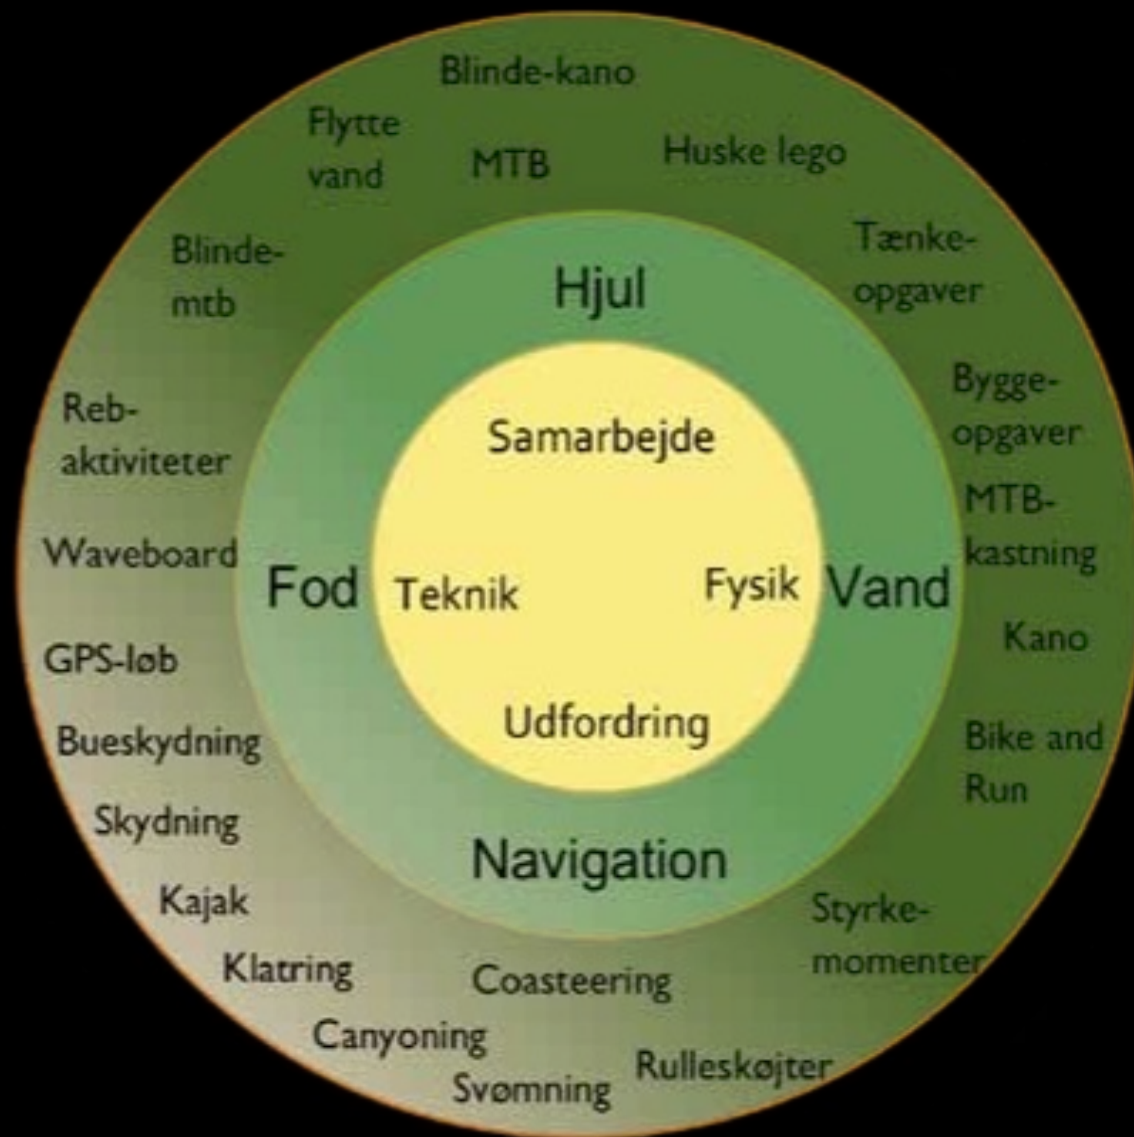 Blinde-kano
Flytte
vand
MTB
Huske lego
Blinde-
mtb
Tænke-
opgaver
Hjul
Bygge-
opgaver
Reb-
aktiviteter
Samarbejde
MTB-
kastning
Waveboard
Fod
Teknik
Fysik
Vand
Kano
GPS-løb
Udfordring
Bueskydning
Bike and
Run
Skydning
Navigation
Kajak
Styrke-
momenter
Klatring
Coasteering
Canyoning
Rulleskøjter
Svømning